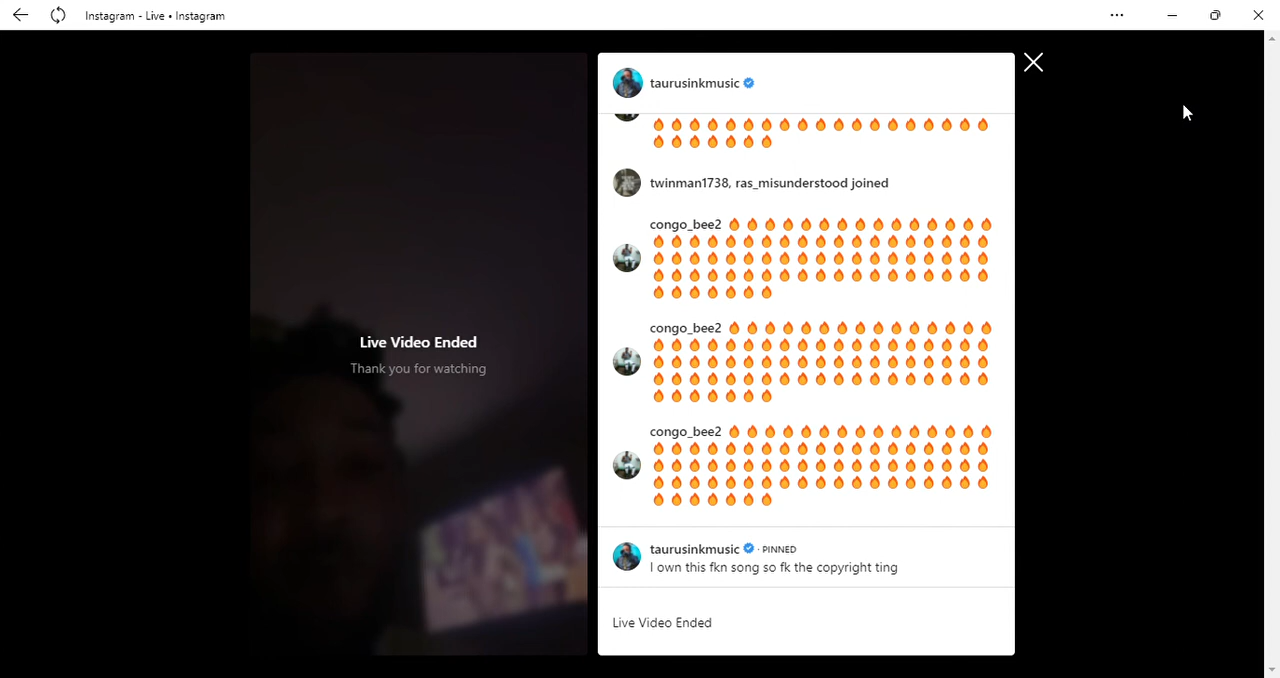 Instagram - Live • Instagram
taurusinkmusic
🔥🔥🔥🔥🔥🔥🔥🔥🔥🔥🔥🔥🔥🔥🔥🔥🔥🔥🔥
🔥🔥🔥🔥🔥🔥🔥
twinman1738, ras_misunderstood joined
congo_bee2 🔥🔥🔥🔥🔥🔥🔥🔥🔥🔥🔥🔥🔥🔥🔥
🔥🔥🔥🔥🔥🔥🔥🔥🔥🔥🔥🔥🔥🔥🔥🔥🔥🔥🔥
🔥🔥🔥🔥🔥🔥🔥🔥🔥🔥🔥🔥🔥🔥🔥🔥🔥🔥🔥
🔥🔥🔥🔥🔥🔥🔥🔥🔥🔥🔥🔥🔥🔥🔥🔥🔥🔥🔥
🔥🔥🔥🔥🔥🔥🔥
congo_bee2 🔥🔥🔥🔥🔥🔥🔥🔥🔥🔥🔥🔥🔥🔥🔥
🔥🔥🔥🔥🔥🔥🔥🔥🔥🔥🔥🔥🔥🔥🔥🔥🔥🔥🔥
🔥🔥🔥🔥🔥🔥🔥🔥🔥🔥🔥🔥🔥🔥🔥🔥🔥🔥🔥
🔥🔥🔥🔥🔥🔥🔥🔥🔥🔥🔥🔥🔥🔥🔥🔥🔥🔥🔥
🔥🔥🔥🔥🔥🔥🔥
congo_bee2 🔥🔥🔥🔥🔥🔥🔥🔥🔥🔥🔥🔥🔥🔥🔥
🔥🔥🔥🔥🔥🔥🔥🔥🔥🔥🔥🔥🔥🔥🔥🔥🔥🔥🔥
🔥🔥🔥🔥🔥🔥🔥🔥🔥🔥🔥🔥🔥🔥🔥🔥🔥🔥🔥
🔥🔥🔥🔥🔥🔥🔥🔥🔥🔥🔥🔥🔥🔥🔥🔥🔥🔥🔥
🔥🔥🔥🔥🔥🔥🔥
taurusinkmusic · PINNED
I own this fkn song so fk the copyright ting
Live Video Ended
Live Video Ended
Thank you for watching